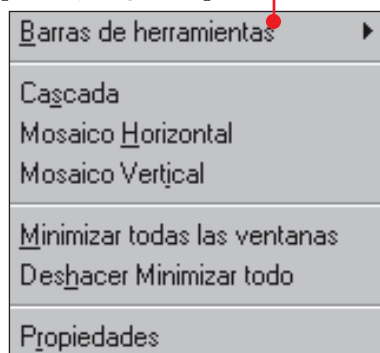 Barras de herramientas
Cascada
Mosaico Horizontal
Mosaico Vertical
Minimizar todas las ventanas
Deshacer Minimizar todo
Propiedades